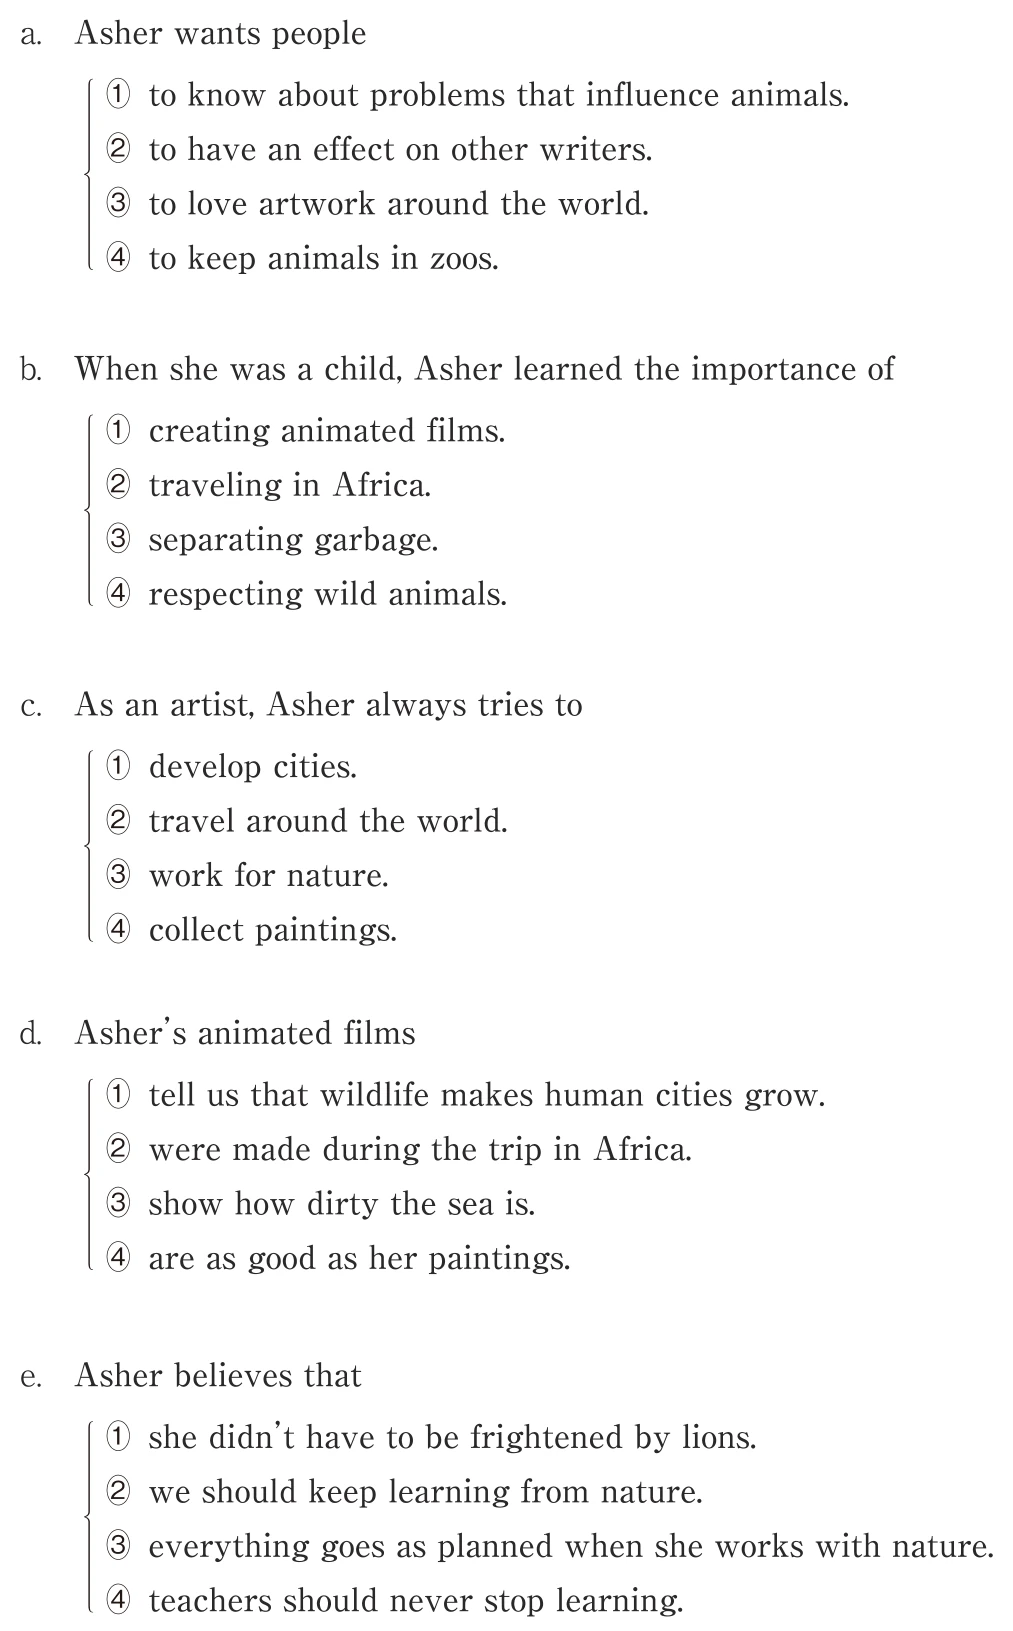 a. Asher wants people
① to know about problems that influence animals.
② to have an effect on other writers.
③ to love artwork around the world.
④ to keep animals in zoos.
b. When she was a child, Asher learned the importance of
① creating animated films.
② traveling in Africa.
③ separating garbage.
④ respecting wild animals.
c. As an artist, Asher always tries to
① develop cities.
② travel around the world.
③ work for nature.
④ collect paintings.
d. Asher's animated films
① tell us that wildlife makes human cities grow.
② were made during the trip in Africa.
③ show how dirty the sea is.
④ are as good as her paintings.
e. Asher believes that
① she didn't have to be frightened by lions.
② we should keep learning from nature.
③ everything goes as planned when she works with nature.
④ teachers should never stop learning.